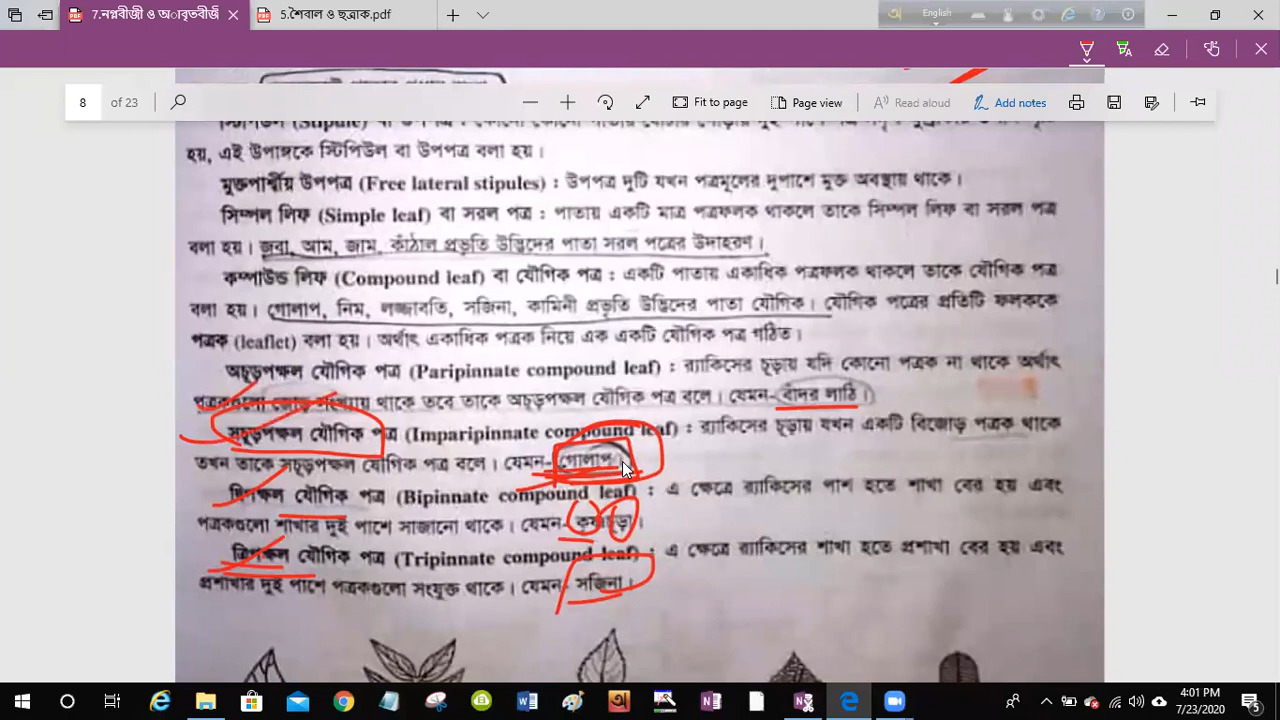 7.নগ্নবীজী ও অাবৃতবীজী
5.শৈবাল ও ছত্রাক.pdf
English
8 of 23
Fit to page
Page view
Read aloud
Add notes
স্টিপিউল (Stipule) বা উপপত্র :
হয়, এই উপাঙ্গকে স্টিপিউল বা উপপত্র বলা হয়।
মুক্তপার্শ্বীয় উপপত্র (Free lateral stipules) : উপপত্র দুটি যখন পত্রমূলের দুপাশে মুক্ত অবস্থায় থাকে।
সিম্পল লিফ (Simple leaf) বা সরল পত্র : পাতায় একটি মাত্র পত্রফলক থাকলে তাকে সিম্পল লিফ বা সরল পত্র
বলা হয়। জবা, আম, জাম, কাঁঠাল প্রভৃতি উদ্ভিদের পাতা সরল পত্রের উদাহরণ।
কম্পাউন্ড লিফ (Compound leaf) বা যৌগিক পত্র : একটি পাতায় একাধিক পত্রফলক থাকলে তাকে যৌগিক পত্র
বলা হয়। গোলাপ, নিম, লজ্জাবতি, সজিনা, কামিনী প্রভৃতি উদ্ভিদের পাতা যৌগিক। যৌগিক পত্রের প্রতিটি ফলককে
পত্রক (leaflet) বলা হয়। অর্থাৎ একাধিক পত্রক নিয়ে এক একটি যৌগিক পত্র গঠিত।
অচূড়পক্ষল যৌগিক পত্র (Paripinnate compound leaf) : র‍্যাকিসের চূড়ায় যদি কোনো পত্রক না থাকে অর্থাৎ
পত্রকগুলো জোড় সংখ্যায় থাকে তবে তাকে অচূড়পক্ষল যৌগিক পত্র বলে। যেমন- বাঁদর লাঠি।
সচূড়পক্ষল যৌগিক পত্র (Imparipinnate compound leaf) : র‍্যাকিসের চূড়ায় যখন একটি বিজোড় পত্রক থাকে
তখন তাকে সচূড়পক্ষল যৌগিক পত্র বলে। যেমন- গোলাপ।
দ্বিপক্ষল যৌগিক পত্র (Bipinnate compound leaf) : এ ক্ষেত্রে র‍্যাকিসের পাশ হতে শাখা বের হয় এবং
পত্রকগুলো শাখার দুই পাশে সাজানো থাকে। যেমন- কৃষ্ণচূড়া।
ত্রিপক্ষল যৌগিক পত্র (Tripinnate compound leaf) : এ ক্ষেত্রে র‍্যাকিসের শাখা হতে প্রশাখা বের হয় এবং
প্রশাখার দুই পাশে পত্রকগুলো সংযুক্ত থাকে। যেমন- সজিনা।
4:01 PM
7/23/2020